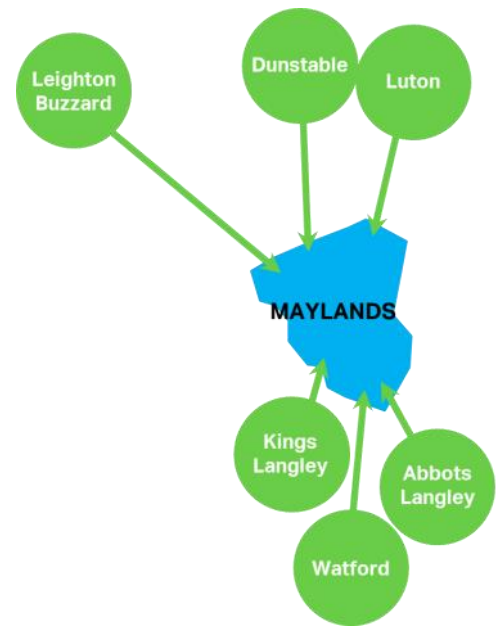 Leighton
Buzzard
Dunstable
Luton
MAYLANDS
Kings
Langley
Abbots
Langley
Watford